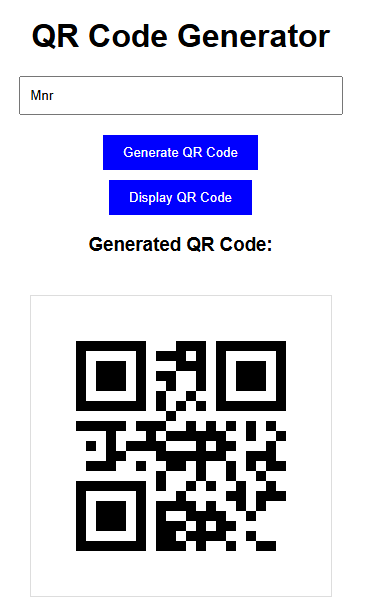 QR Code Generator
Mnr
Generate QR Code
Display QR Code
Generated QR Code: